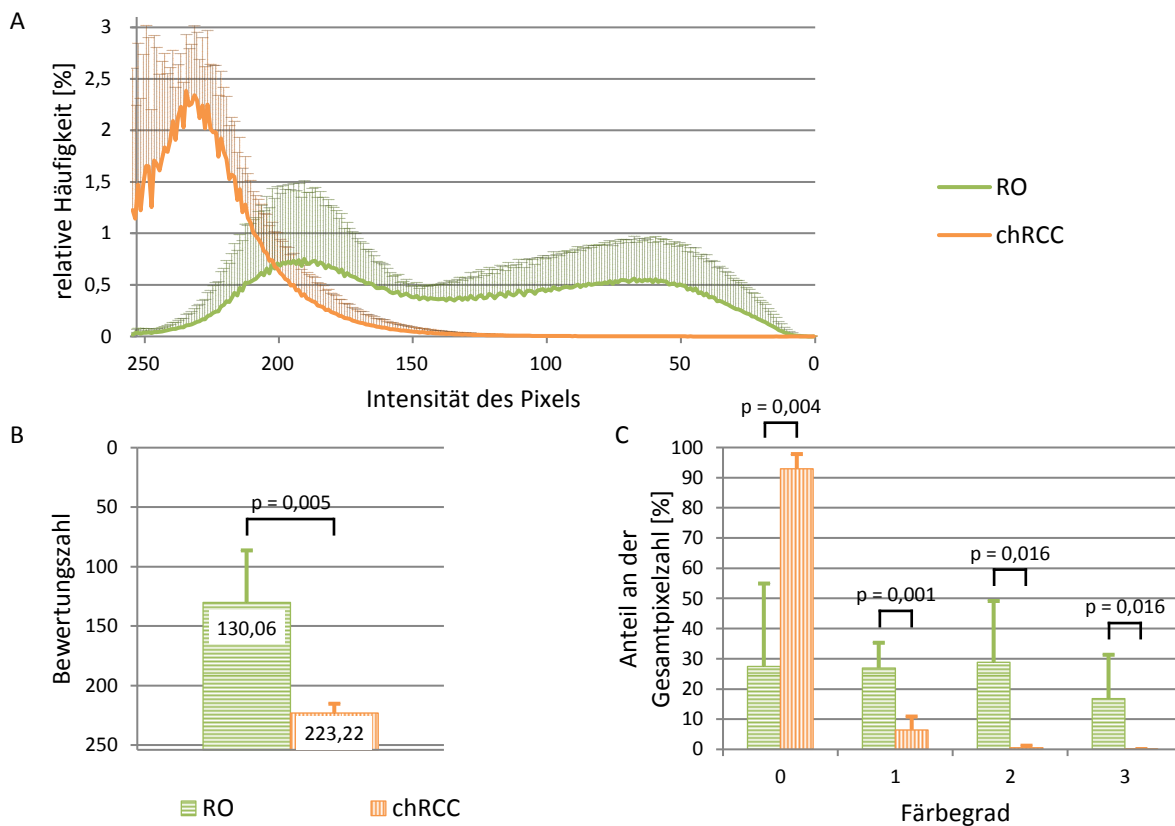 A
relative Häufigkeit [%]
3
2,5
2
1,5
1
0,5
0
250 200 150 100 50 0
Intensität des Pixels
RO
chRCC
B
Bewertungszahl
0
50
100
150
200
250
p = 0,005
130,06
223,22
RO chRCC
C
Anteil an der
Gesamtpixelzahl [%]
100
90
80
70
60
50
40
30
20
10
0
p = 0,004
p = 0,001
p = 0,016
p = 0,016
0 1 2 3
Färbegrad